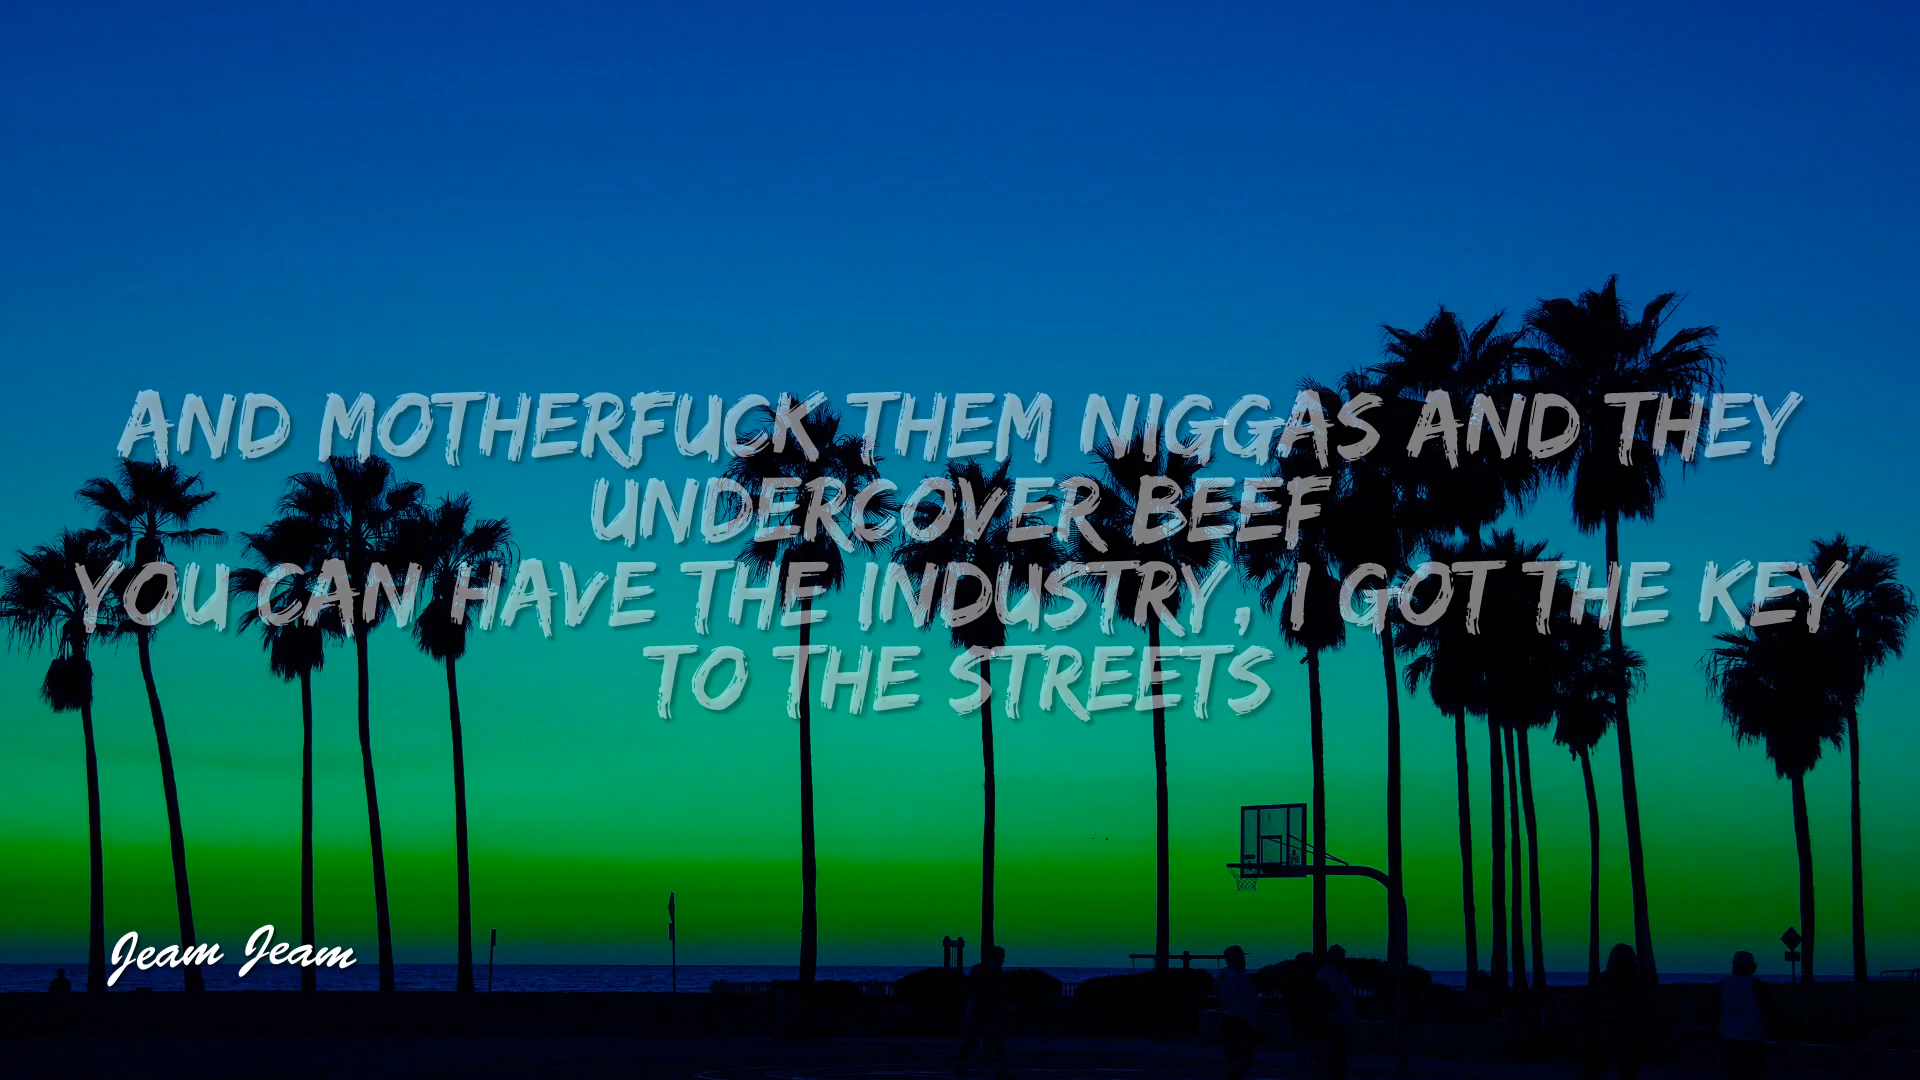 AND MOTHERFUCK THEM NIGGAS AND THEY
UNDERCOVER BEEF
YOU CAN HAVE THE INDUSTRY, I GOT THE KEY
TO THE STREETS
Jeam Jeam